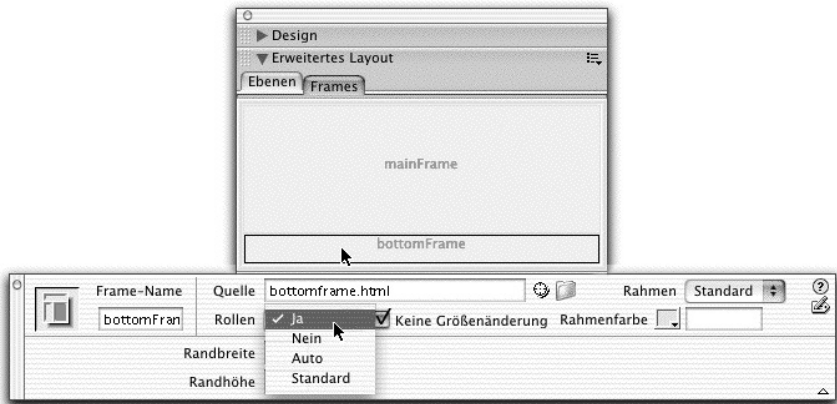 Design
Erweitertes Layout
Ebenen Frames
mainFrame
bottomFrame
Frame-Name Quelle bottomframe.html Rahmen Standard ?
bottomFran Rollen ✓ Ja Keine Größenänderung Rahmenfarbe
Nein
Randbreite
Auto
Standard
Randhöhe